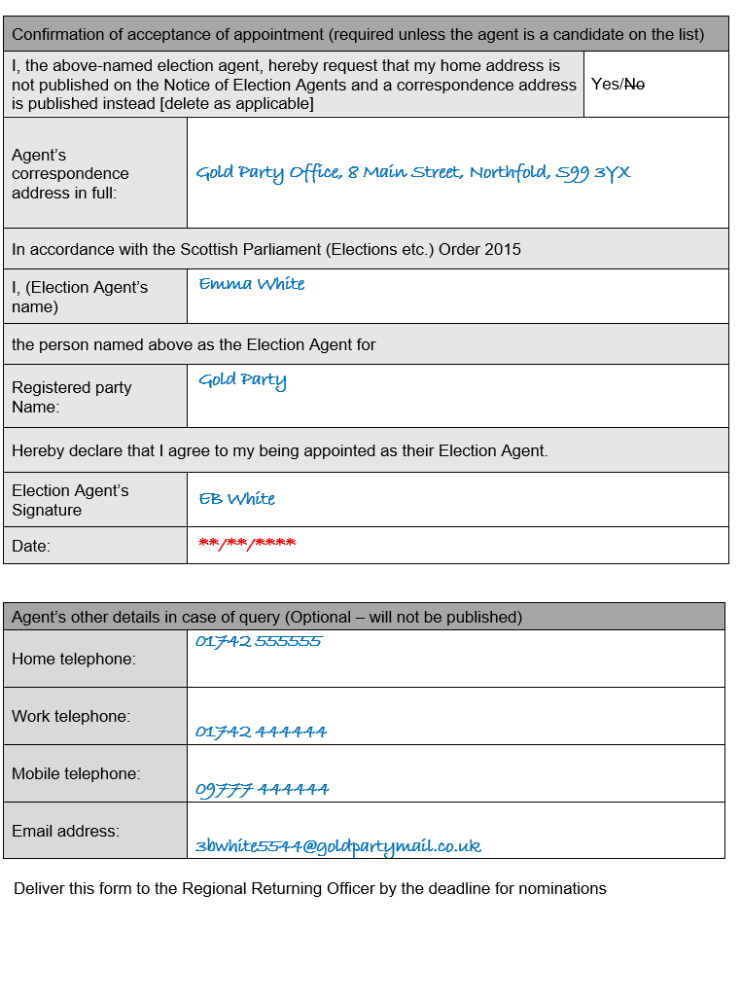 Confirmation of acceptance of appointment (required unless the agent is a candidate on the list)
I, the above-named election agent, hereby request that my home address is
not published on the Notice of Election Agents and a correspondence address
is published instead [delete as applicable]
Yes/No
Agent's
correspondence
address in full:
Gold Party Office, 8 Main Street, Northfold, S99 3YX
In accordance with the Scottish Parliament (Elections etc.) Order 2015
I, (Election Agent's
name)
Emma White
the person named above as the Election Agent for
Registered party
Name:
Gold Party
Hereby declare that I agree to my being appointed as their Election Agent.
Election Agent's
Signature
EB White
Date:
**/**/****
Agent's other details in case of query (Optional – will not be published)
Home telephone:
01742 555555
Work telephone:
01742 444444
Mobile telephone:
09777 444444
Email address:
3bwhite5544@goldpartymail.co.uk
Deliver this form to the Regional Returning Officer by the deadline for nominations